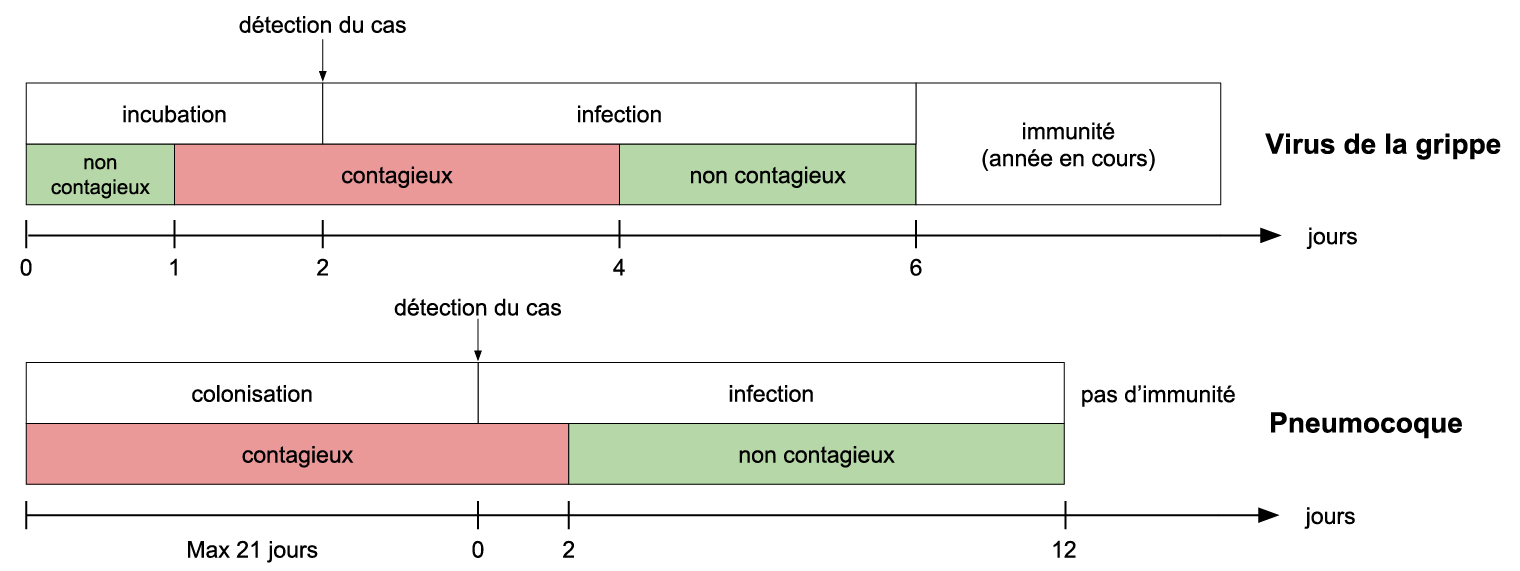 détection du cas
incubation
infection
immunité
(année en cours)
Virus de la grippe
non
contagieux
contagieux
non contagieux
jours
0
1
2
4
6
détection du cas
colonisation
infection
pas d'immunité
Pneumocoque
contagieux
non contagieux
jours
Max 21 jours
0
2
12